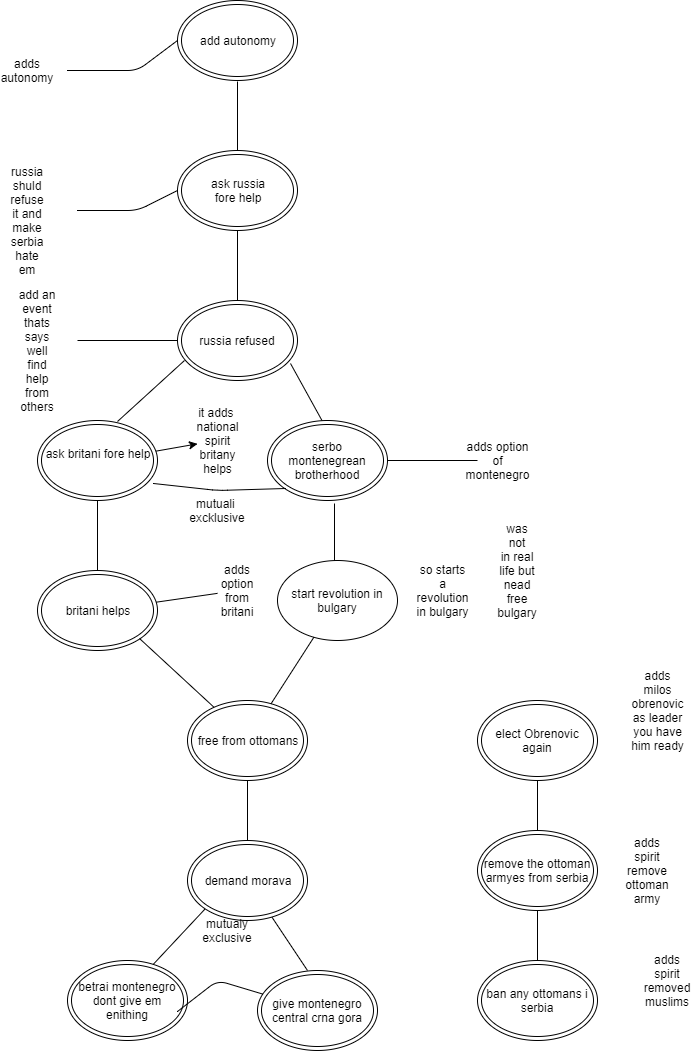 add autonomy
adds
autonomy
russia
shuld
refuse
it and
make
serbia
hate
em
ask russia
fore help
add an
event
thats
says
well
find
help
from
others
russia refused
ask britani fore help
it adds
national
spirit
britany
helps
serbo
montenegrean
brotherhood
adds option
of
montenegro
mutuali
excklusive
britani helps
adds
option
from
britani
start revolution in
bulgary
so starts
a
revolution
in bulgary
was
not
in real
life but
nead
free
bulgary
free from ottomans
elect Obrenovic
again
adds
milos
obrenovic
as leader
you have
him ready
demand morava
remove the ottoman
armyes from serbia
adds
spirit
remove
ottoman
army
mutualy
exclusive
betrai montenegro
dont give em
enithing
give montenegro
central crna gora
ban any ottomans i
serbia
adds
spirit
removed
muslims